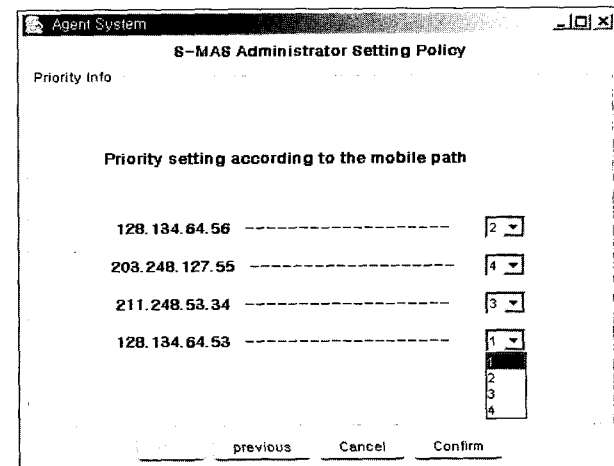 Agent System
S-MAS Administrator Setting Policy
Priority Info
Priority setting according to the mobile path
128.134.64.56 -------------------- 2
203.248.127.55 -------------------- 4
211.248.53.34 -------------------- 3
128.134.64.53 -------------------- 1
1
2
3
4
previous Cancel Confirm